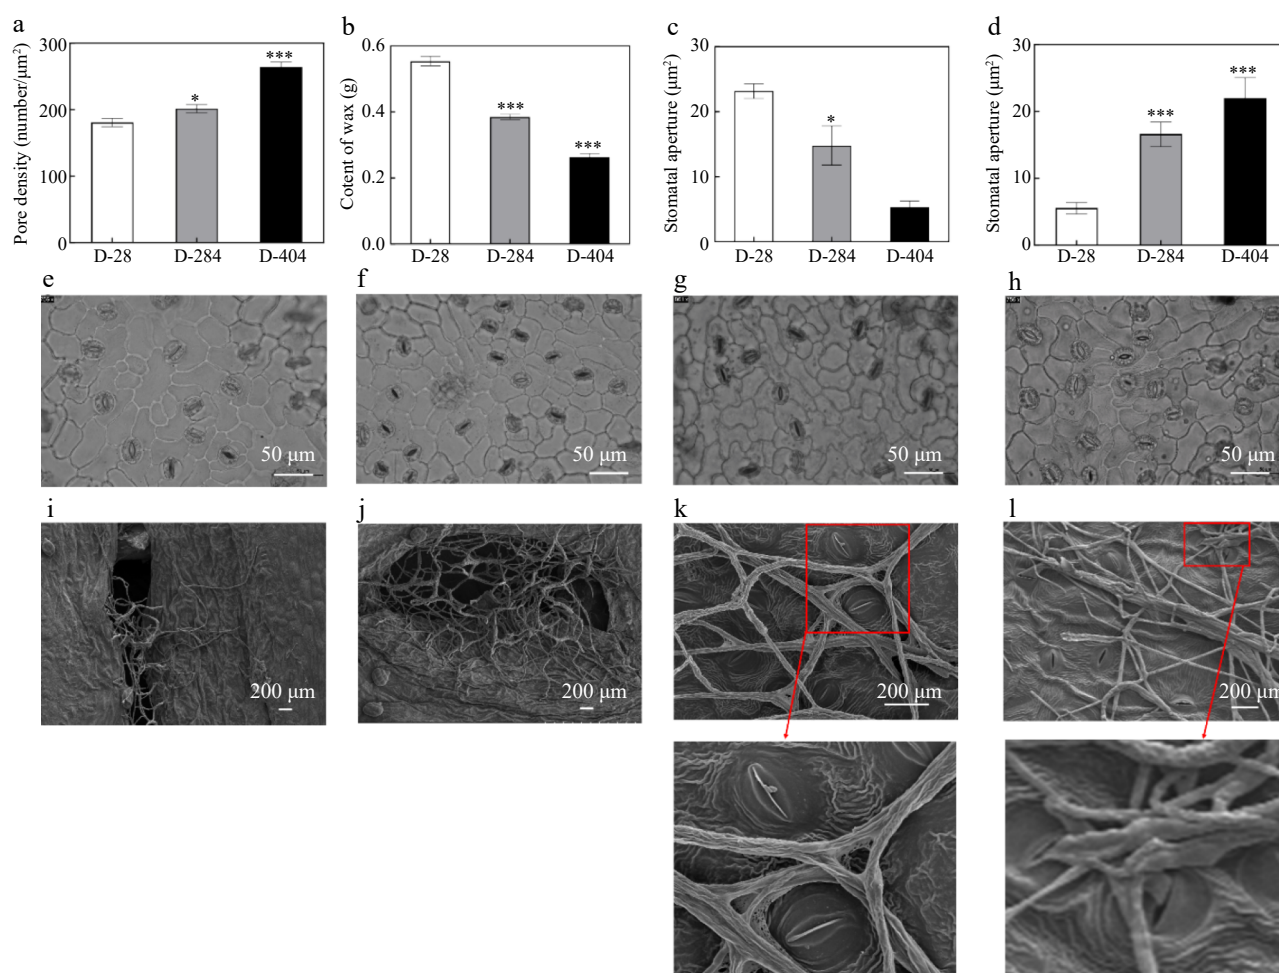 a
Pore density (number/μm²)
300
200
100
0
*
***
D-28 D-284 D-404
b
Cotent of wax (g)
0.6
0.4
0.2
0.0
***
***
D-28 D-284 D-404
c
Stomatal aperture (μm²)
30
20
10
0
*
D-28 D-284 D-404
d
Stomatal aperture (μm²)
30
20
10
0
***
***
D-28 D-284 D-404
e
50 μm
f
50 μm
g
50 μm
h
50 μm
i
200 μm
j
200 μm
k
200 μm
l
200 μm